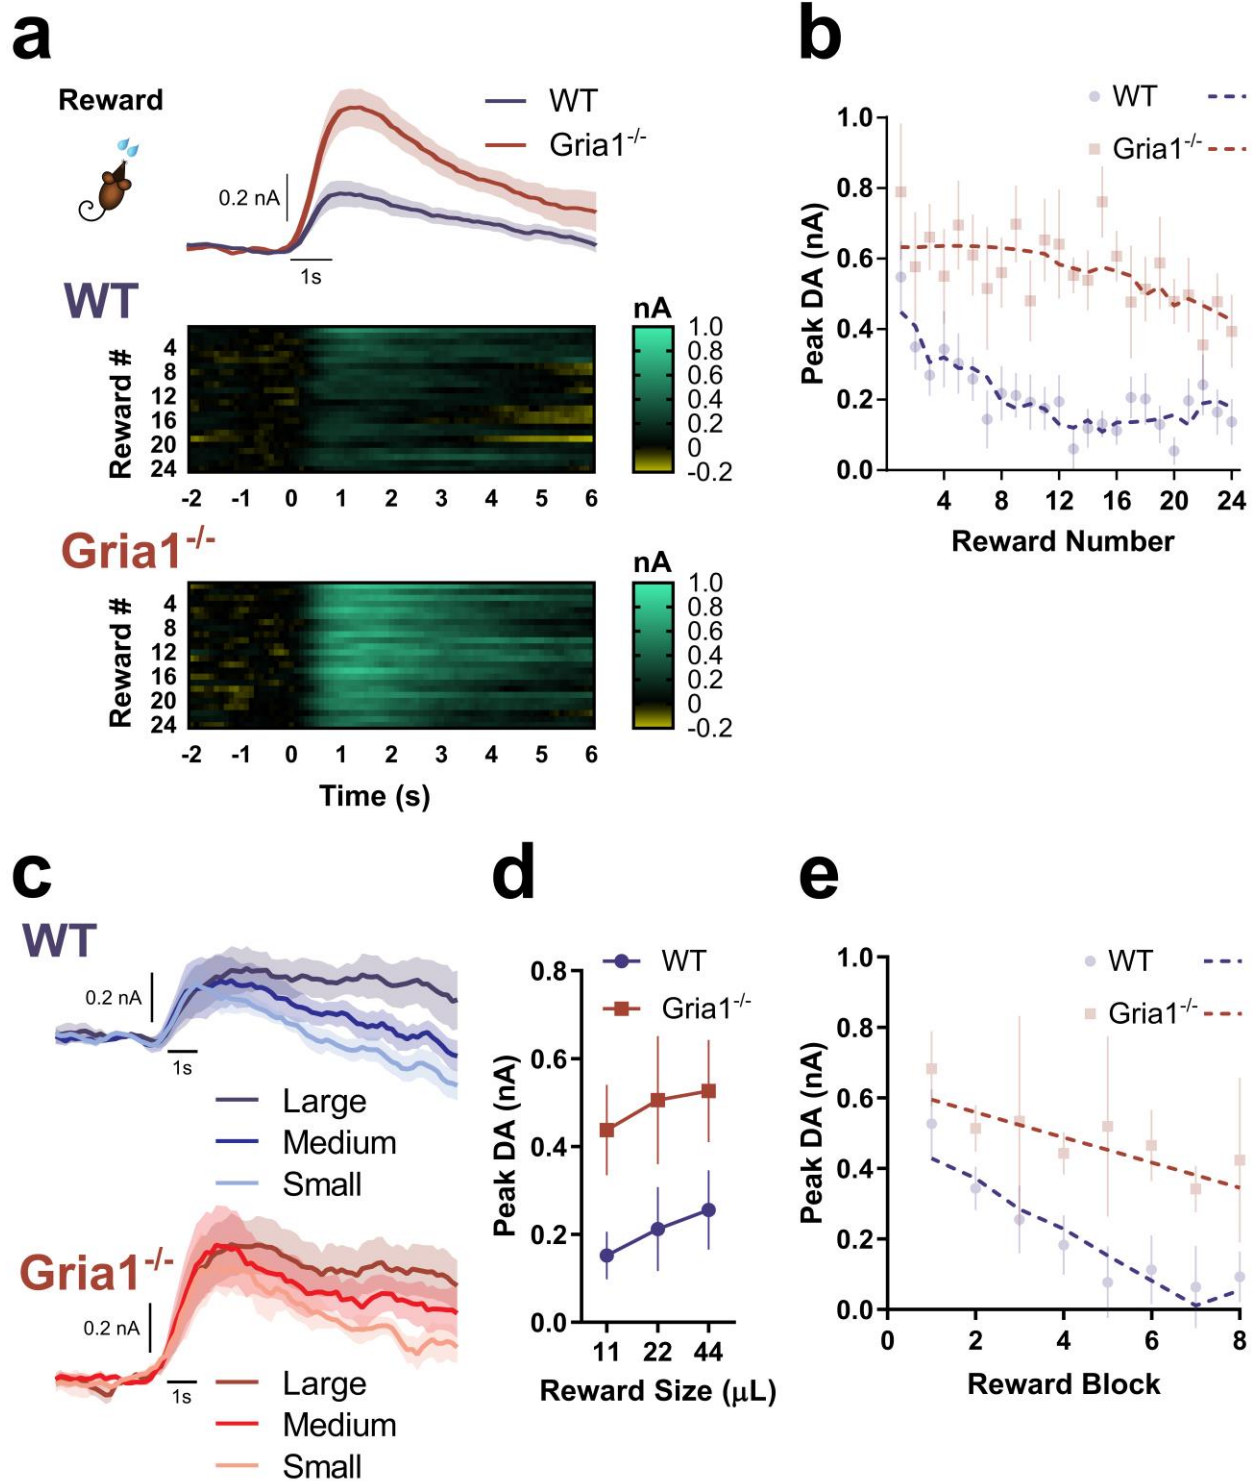 a
Reward
WT
Gria1-/-
0.2 nA
1s
WT
nA
Reward #
4
8
12
16
20
24
1.0
0.8
0.6
0.4
0.2
0
-0.2
-2 -1 0 1 2 3 4 5 6
Gria1-/-
nA
Reward #
4
8
12
16
20
24
1.0
0.8
0.6
0.4
0.2
0
-0.2
-2 -1 0 1 2 3 4 5 6
Time (s)
b
WT
Gria1-/-
Peak DA (nA)
1.0
0.8
0.6
0.4
0.2
0.0
4 8 12 16 20 24
Reward Number
c
WT
0.2 nA
1s
Large
Medium
Small
Gria1-/-
0.2 nA
1s
Large
Medium
Small
d
WT
Gria1-/-
Peak DA (nA)
0.8
0.6
0.4
0.2
0.0
11 22 44
Reward Size (μL)
e
WT
Gria1-/-
Peak DA (nA)
1.0
0.8
0.6
0.4
0.2
0.0
0 2 4 6 8
Reward Block